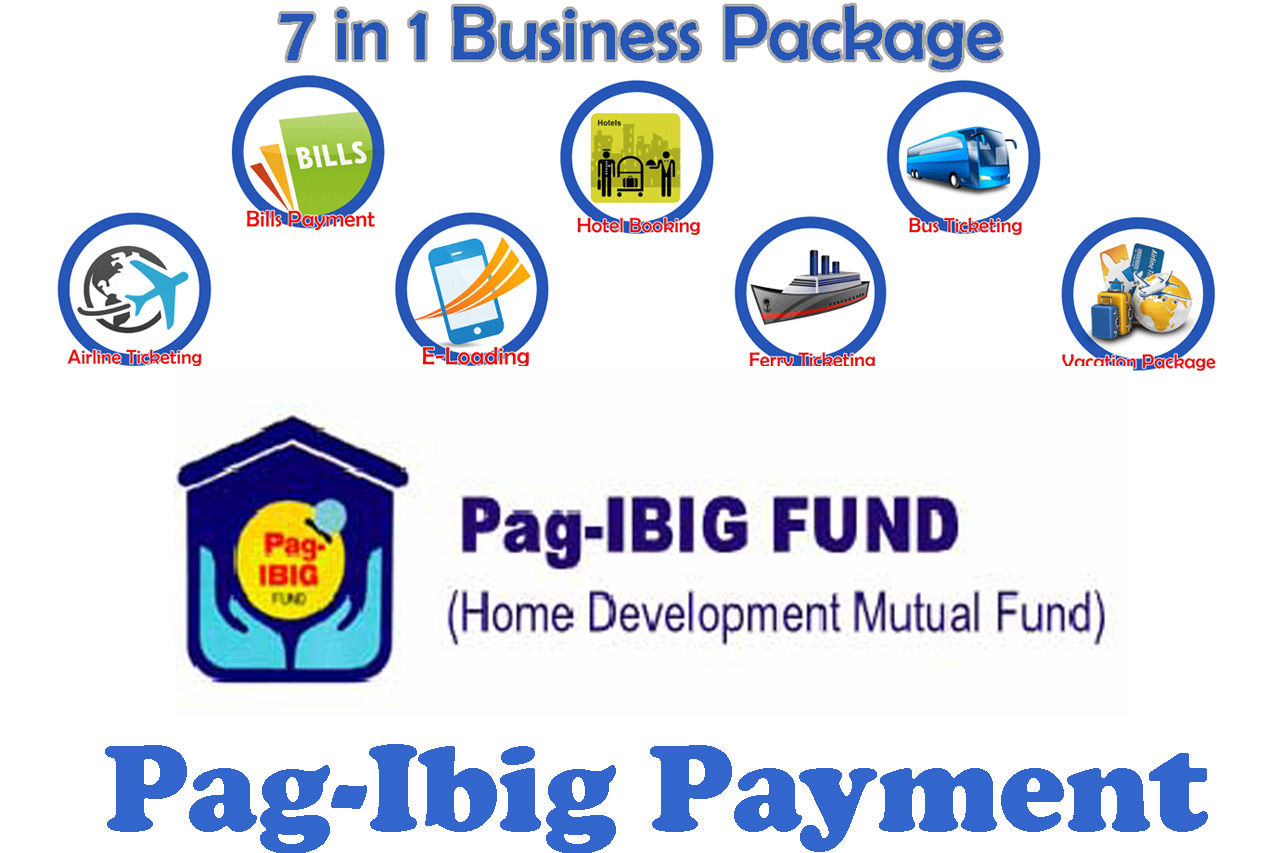 7 in 1 Business Package
BILLS
Bills Payment
Hotels
Hotel Booking
Bus Ticketing
Airline Ticketing
E-Loading
Ferry Ticketing
Vacation Package
Pag-
IBIG
FUND
Pag-IBIG FUND
(Home Development Mutual Fund)
Pag-Ibig Payment